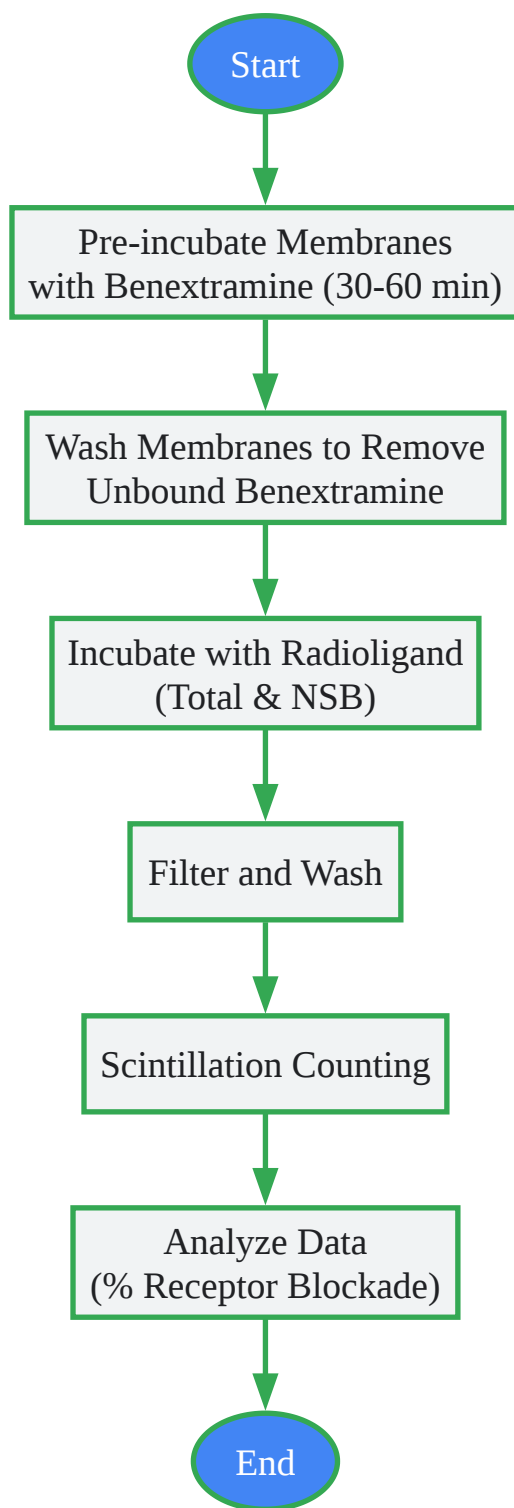 Start
Pre-incubate Membranes
with Benextramine (30-60 min)
Wash Membranes to Remove
Unbound Benextramine
Incubate with Radioligand
(Total & NSB)
Filter and Wash
Scintillation Counting
Analyze Data
(% Receptor Blockade)
End